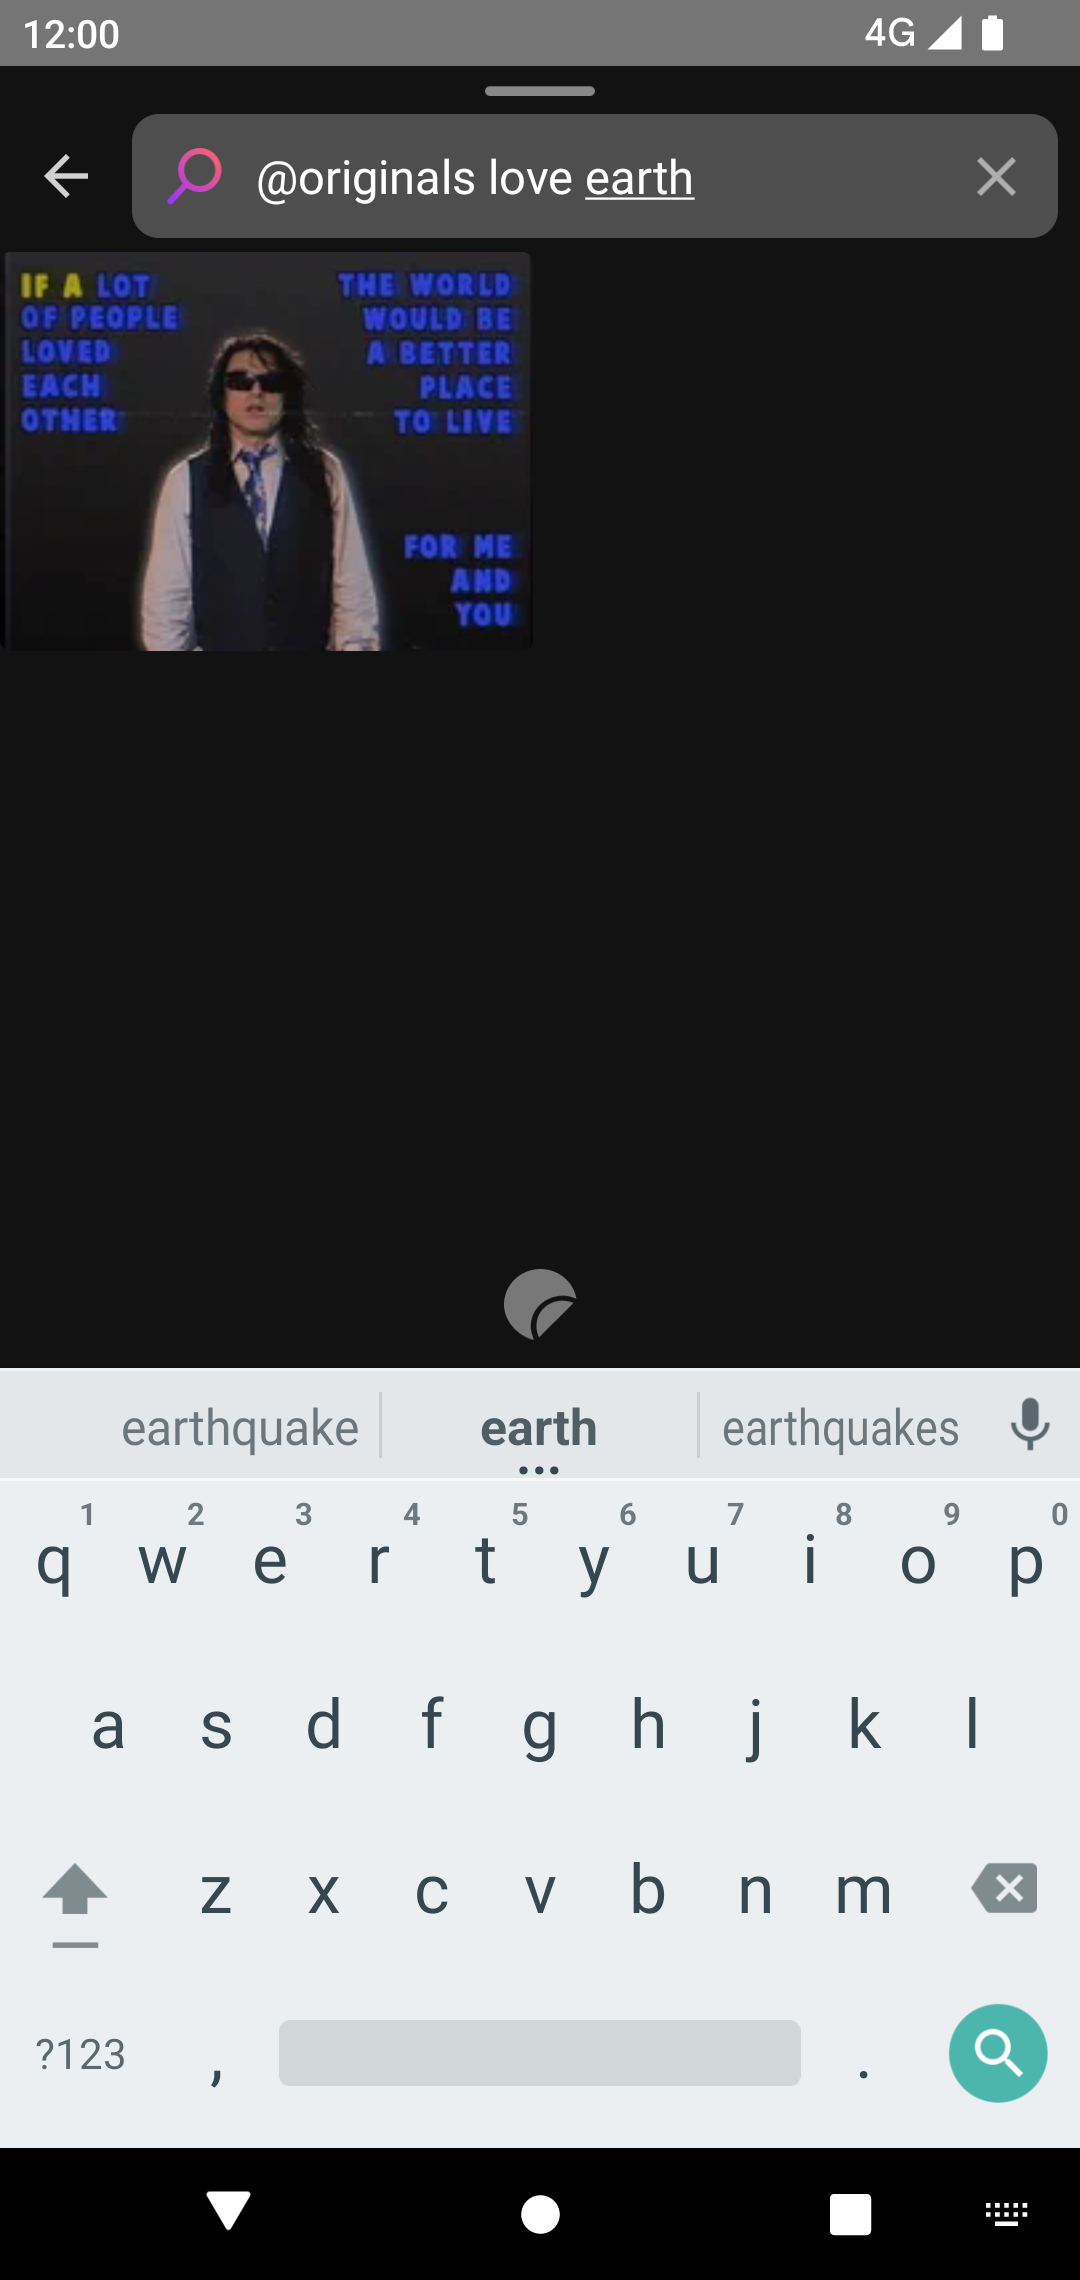 12:00
4G
@originals love earth
IF A LOT
OF PEOPLE
LOVED
EACH
OTHER
THE WORLD
WOULD BE
A BETTER
PLACE
TO LIVE
FOR ME
AND
YOU
earthquake earth earthquakes
1 2 3 4 5 6 7 8 9 0
q w e r t y u i o p
a s d f g h j k l
z x c v b n m
?123 , .